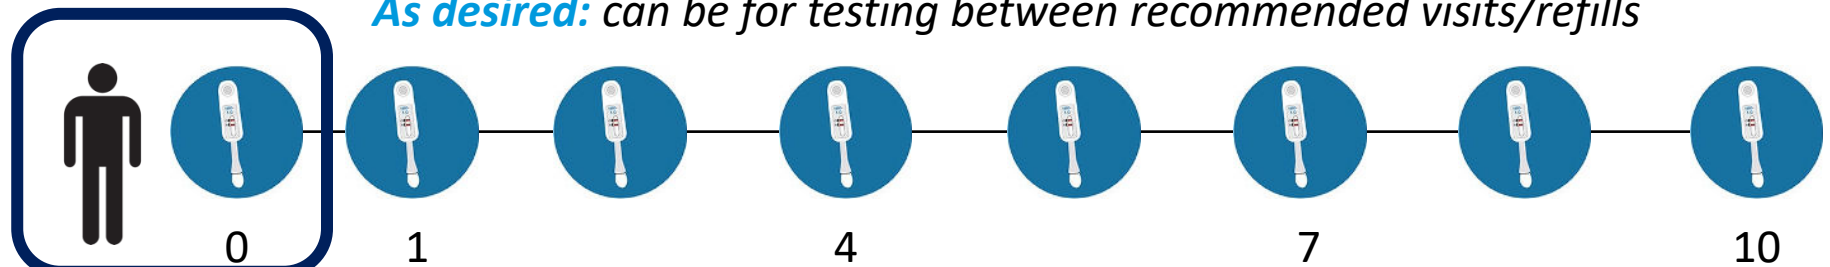 As desired: can be for testing between recommended visits/refills
0 1 4 7 10